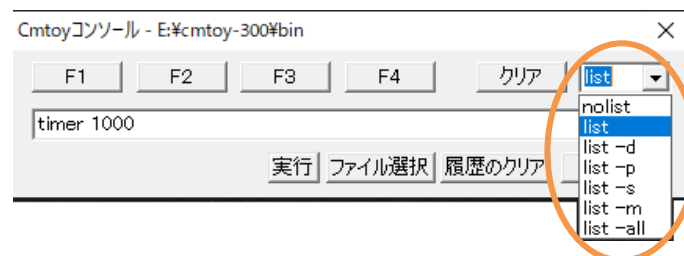 Cmtoyコンソール - E:¥cmtoy-300¥bin
F1 F2 F3 F4 クリア list
timer 1000
nolist
list
list -d
list -p
list -s
list -m
list -all
実行 ファイル選択 履歴のクリア